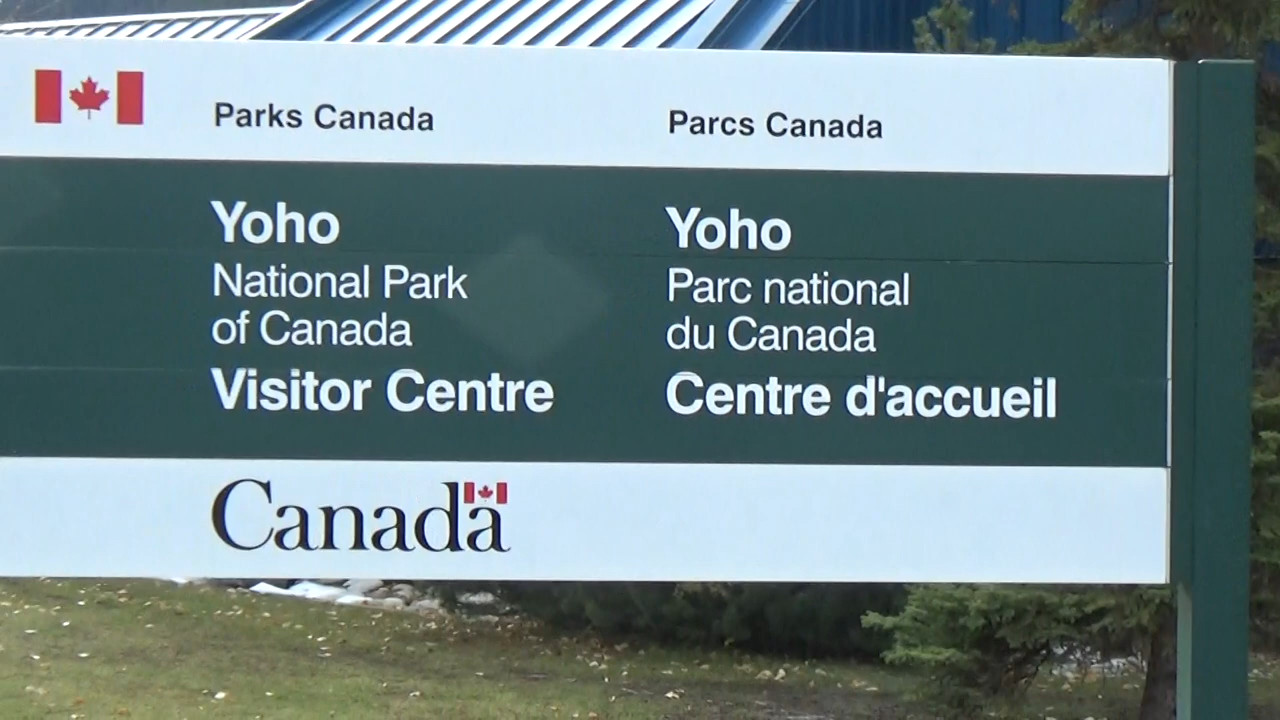 Parks Canada
Parcs Canada
Yoho
National Park
of Canada
Visitor Centre
Yoho
Parc national
du Canada
Centre d'accueil
Canada